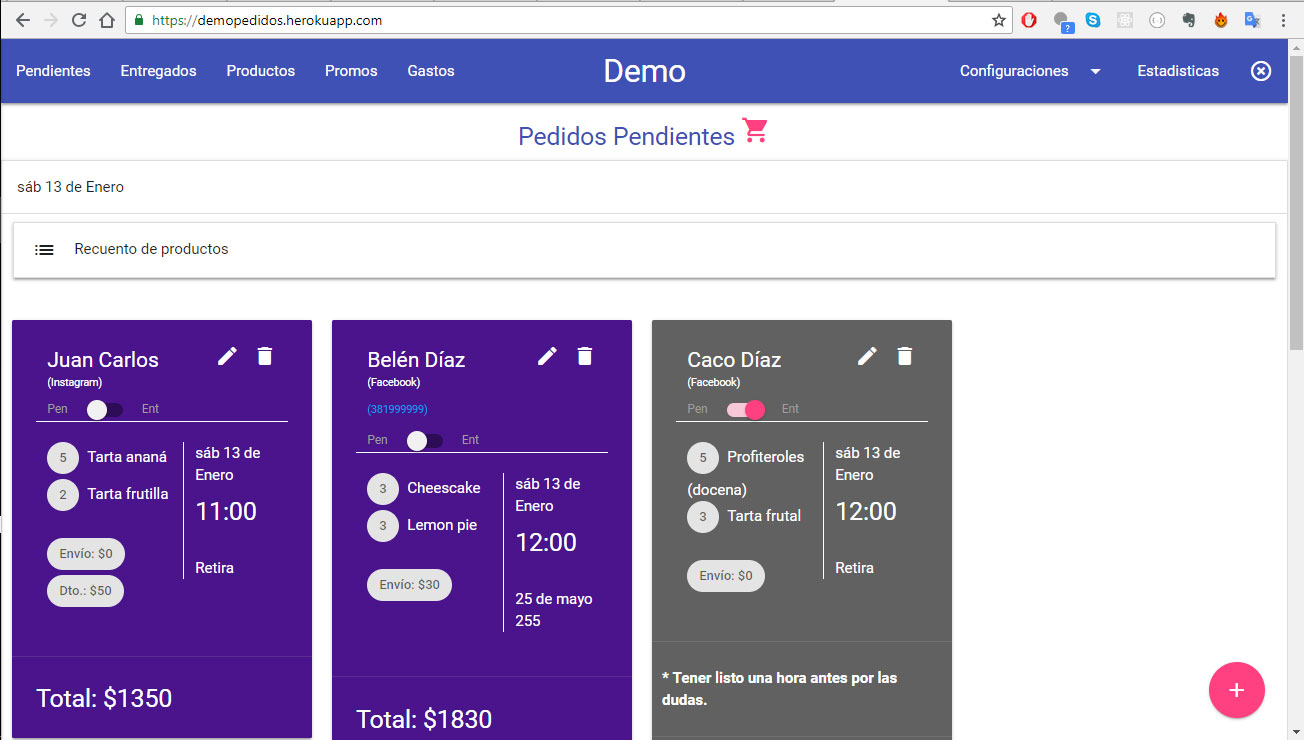 https://demopedidos.herokuapp.com
Pendientes Entregados Productos Promos Gastos Demo Configuraciones Estadisticas
Pedidos Pendientes
sáb 13 de Enero
Recuento de productos
Juan Carlos
(Instagram)
Pen Ent
5 Tarta ananá
2 Tarta frutilla
Envío: $0
Dto.: $50
sáb 13 de
Enero
11:00
Retira
Total: $1350
Belén Díaz
(Facebook)
(381999999)
Pen Ent
3 Cheescake
3 Lemon pie
Envío: $30
sáb 13 de
Enero
12:00
25 de mayo
255
Total: $1830
Caco Díaz
(Facebook)
Pen Ent
5 Profiteroles
(docena)
3 Tarta frutal
Envío: $0
sáb 13 de
Enero
12:00
Retira
* Tener listo una hora antes por las
dudas.
+